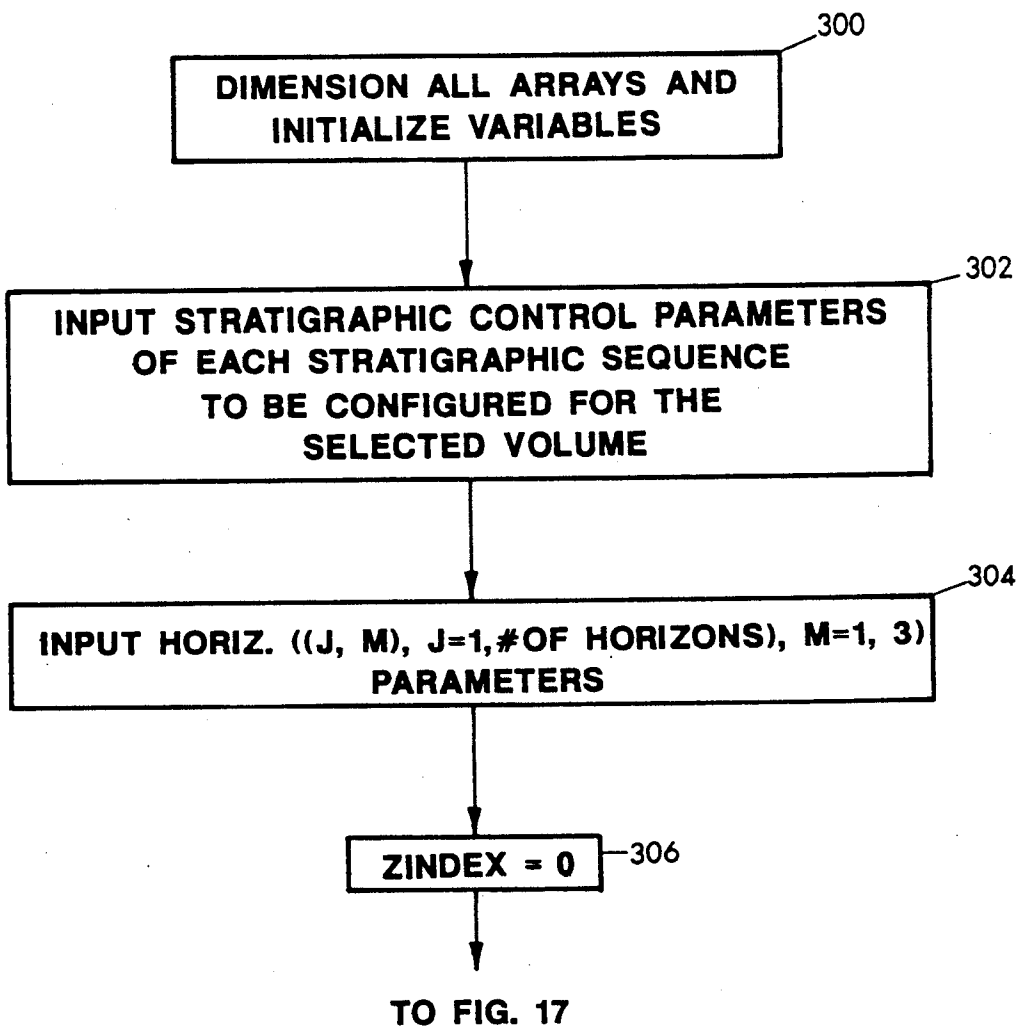 300
DIMENSION ALL ARRAYS AND
INITIALIZE VARIABLES
302
INPUT STRATIGRAPHIC CONTROL PARAMETERS
OF EACH STRATIGRAPHIC SEQUENCE
TO BE CONFIGURED FOR THE
SELECTED VOLUME
304
INPUT HORIZ. ((J, M), J=1,#OF HORIZONS), M=1, 3)
PARAMETERS
ZINDEX = 0
306
TO FIG. 17